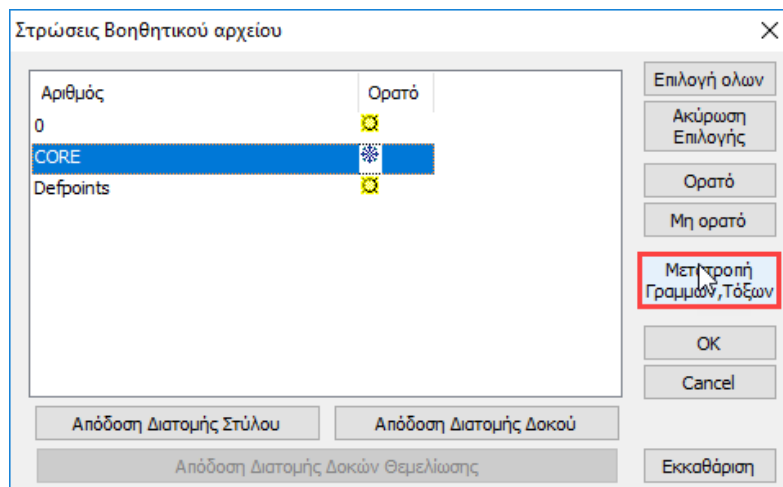 Στρώσεις Βοηθητικού αρχείου
Αριθμός Ορατό
0
CORE
Defpoints
Επιλογή ολων
Ακύρωση
Επιλογής
Ορατό
Μη ορατό
Μετατροπή
Γραμμών,Τόξων
OK
Cancel
Απόδοση Διατομής Στύλου
Απόδοση Διατομής Δοκού
Απόδοση Διατομής Δοκών Θεμελίωσης
Εκκαθάριση